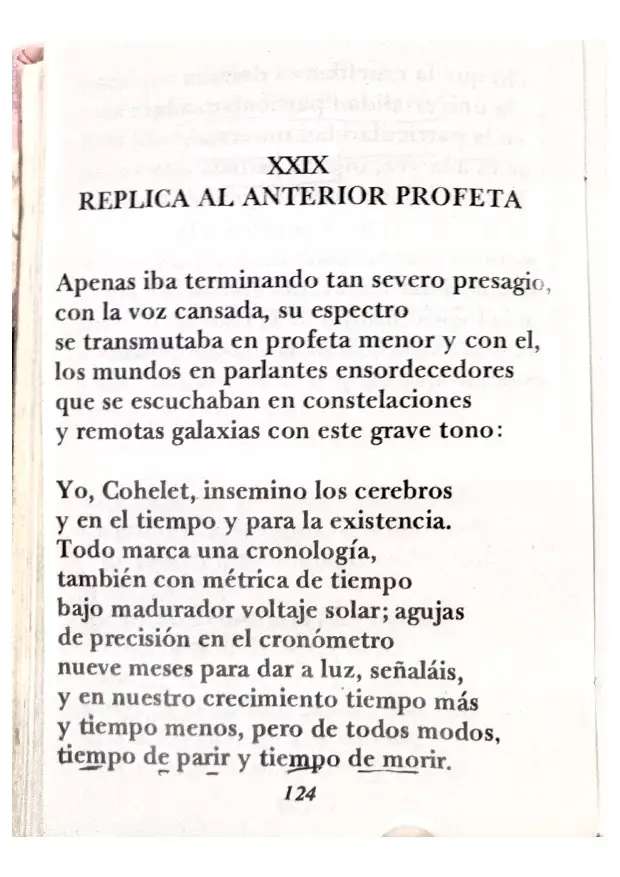 XXIX
REPLICA AL ANTERIOR PROFETA
Apenas iba terminando tan severo presagio,
con la voz cansada, su espectro
se transmutaba en profeta menor y con el,
los mundos en parlantes ensordecedores
que se escuchaban en constelaciones
y remotas galaxias con este grave tono:
Yo, Cohelet, insemino los cerebros
y en el tiempo y para la existencia.
Todo marca una cronología,
también con métrica de tiempo
bajo madurador voltaje solar; agujas
de precisión en el cronómetro
nueve meses para dar a luz, señaláis,
y en nuestro crecimiento tiempo más
y tiempo menos, pero de todos modos,
tiempo de parir y tiempo de morir.
124